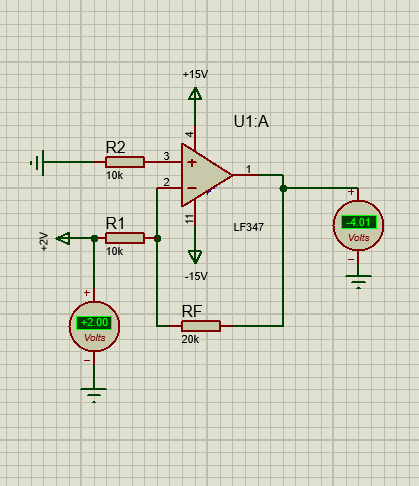 +15V
U1:A
4
R2
3
10k
1
2
R1
10k
+2V
11
LF347
-15V
+
-4.01
Volts
+
+2.00
Volts
RF
20k